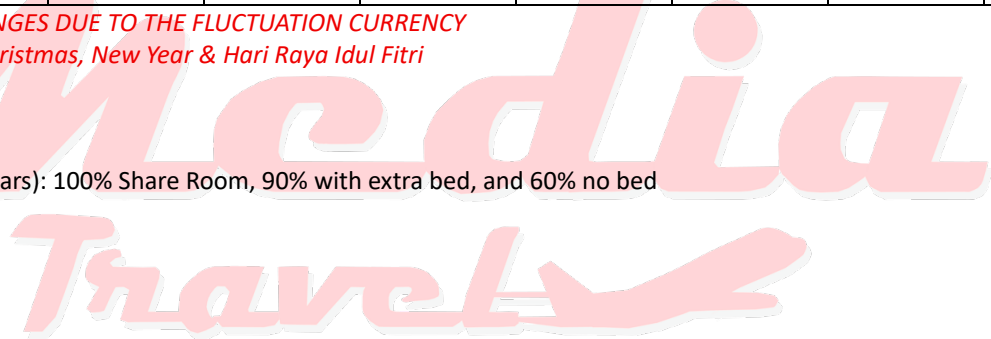 NGES DUE TO THE FLUCTUATION CURRENCY
ristmas, New Year & Hari Raya Idul Fitri
Media
ars): 100% Share Room, 90% with extra bed, and 60% no bed
Travel